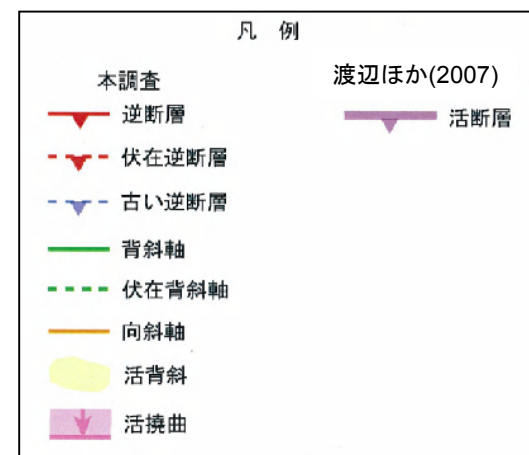 凡 例
本調査
逆断層
伏在逆断層
古い逆断層
背斜軸
伏在背斜軸
向斜軸
活背斜
活撓曲
渡辺ほか(2007)
活断層